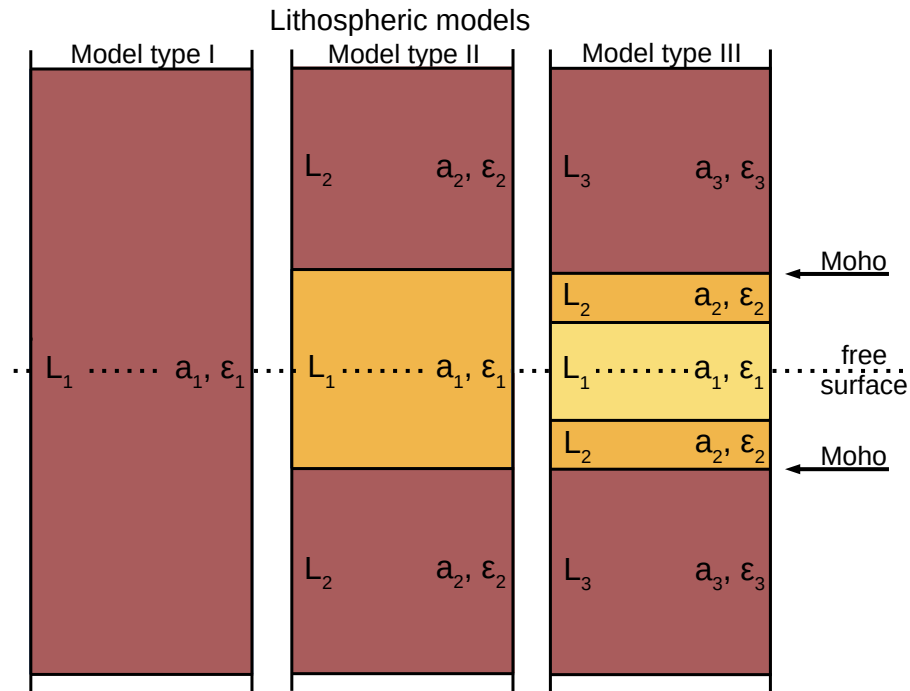 Lithospheric models
Model type I
Model type II
Model type III
L₂ a₂, ε₂
L₃ a₃, ε₃
Moho
L₂ a₂, ε₂
L₁ a₁, ε₁
L₁ a₁, ε₁
L₁ a₁, ε₁
free
surface
L₂ a₂, ε₂
Moho
L₂ a₂, ε₂
L₃ a₃, ε₃